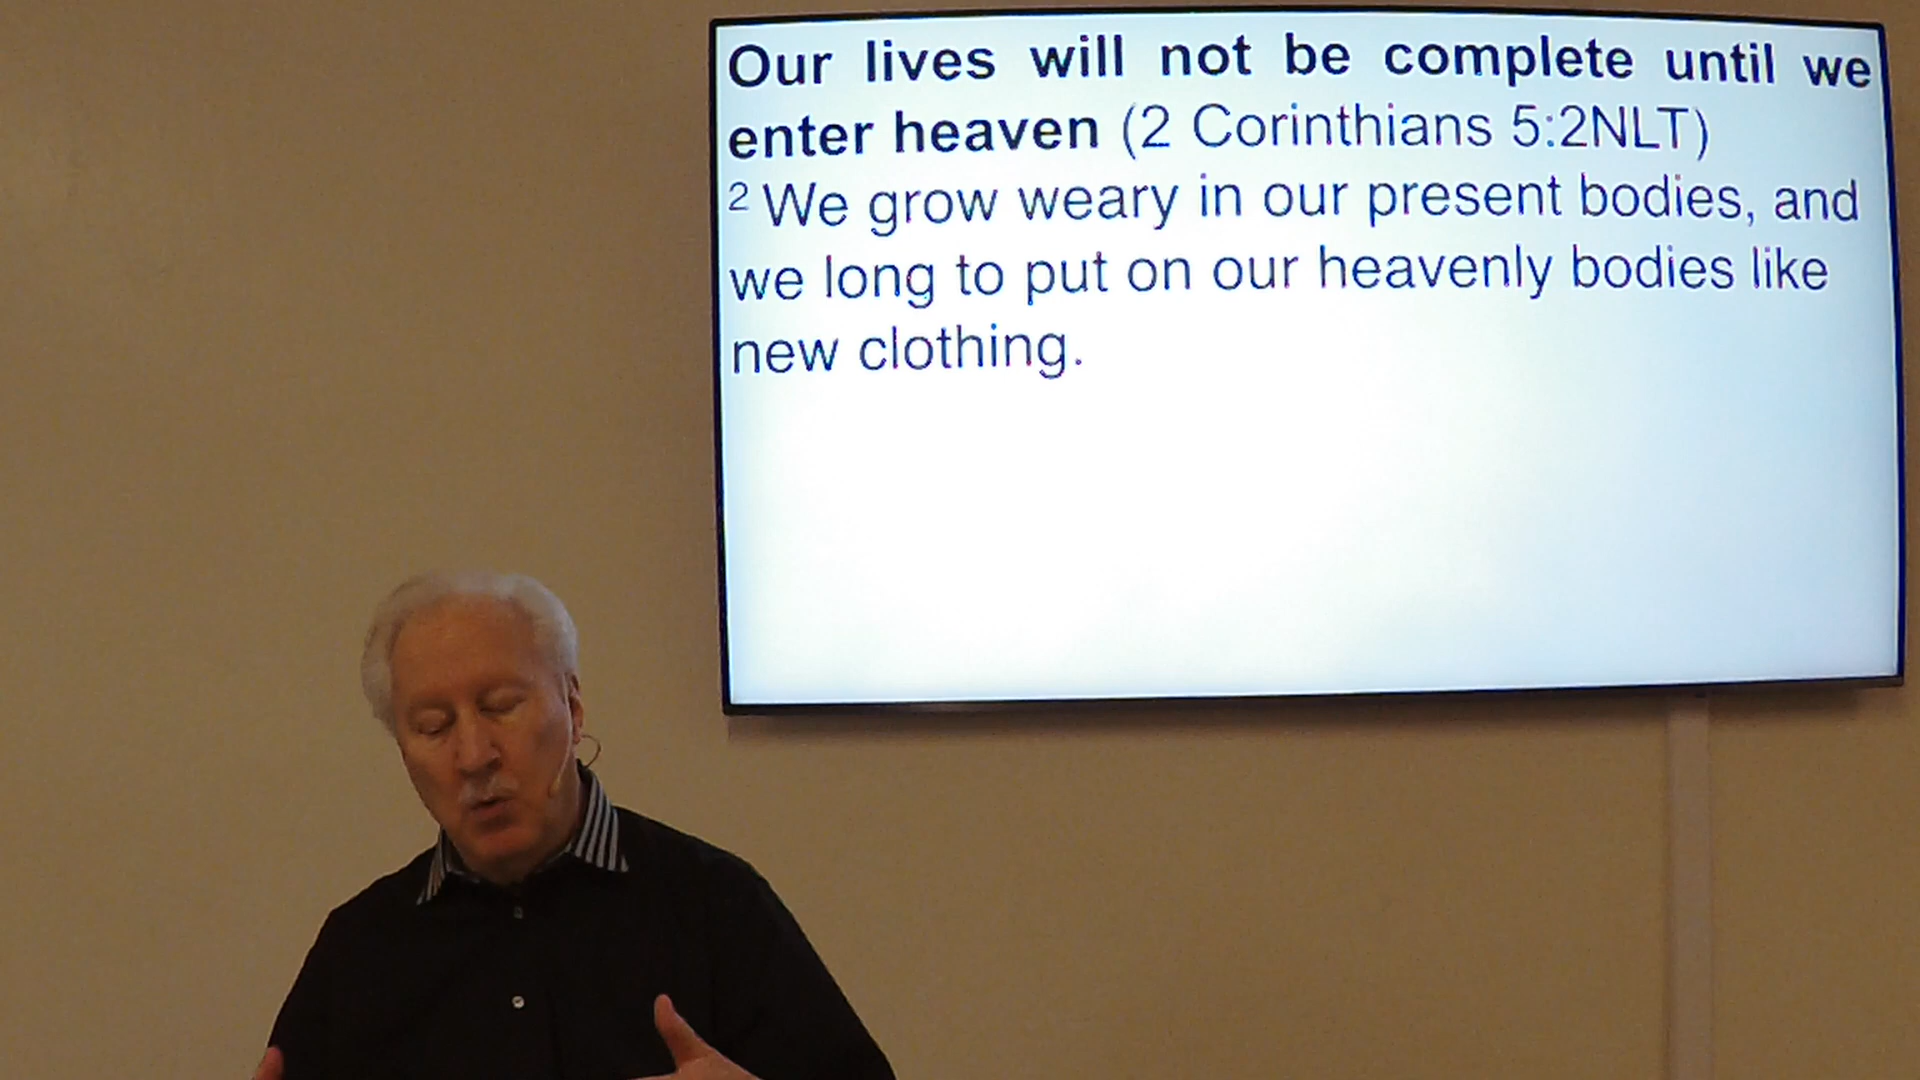 Our lives will not be complete until we
enter heaven (2 Corinthians 5:2NLT)
² We grow weary in our present bodies, and
we long to put on our heavenly bodies like
new clothing.